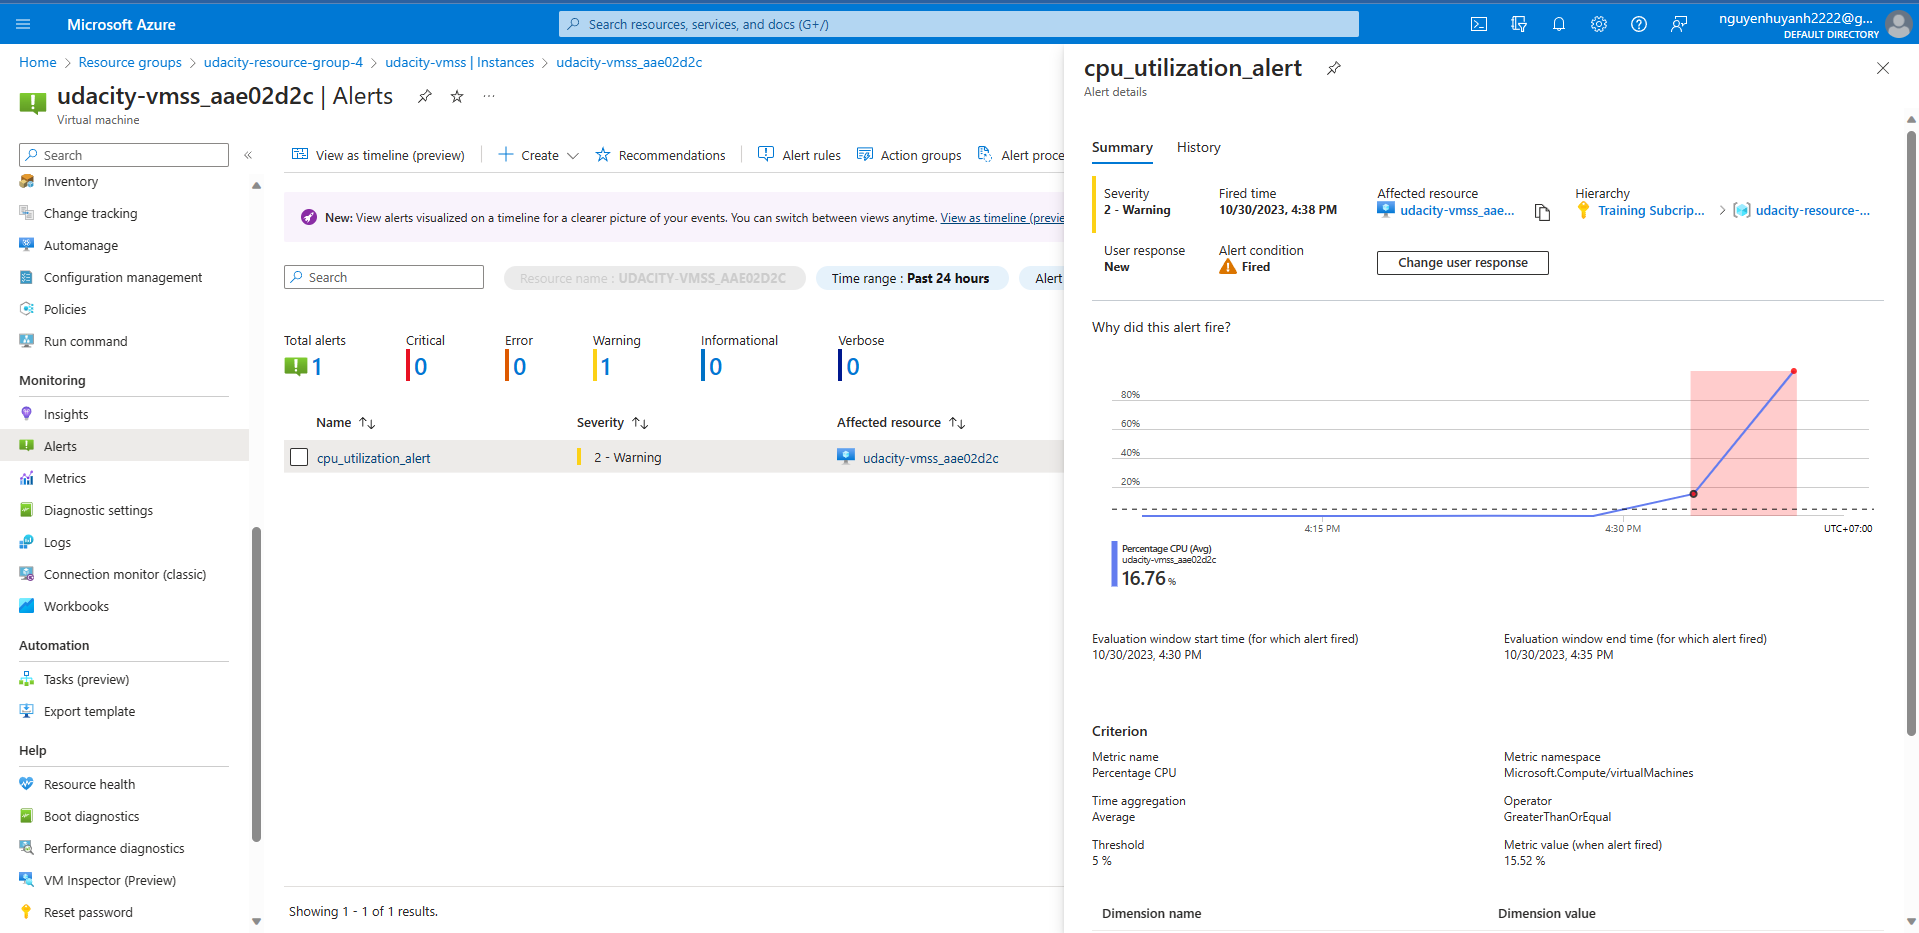 Microsoft Azure
Search resources, services, and docs (G+/)
nguyenhuyanh2222@g...
DEFAULT DIRECTORY
Home > Resource groups > udacity-resource-group-4 > udacity-vmss | Instances > udacity-vmss_aae02d2c
udacity-vmss_aae02d2c | Alerts
Virtual machine
Search
Inventory
Change tracking
Automanage
Configuration management
Policies
Run command
Monitoring
Insights
Alerts
Metrics
Diagnostic settings
Logs
Connection monitor (classic)
Workbooks
Automation
Tasks (preview)
Export template
Help
Resource health
Boot diagnostics
Performance diagnostics
VM Inspector (Preview)
Reset password
View as timeline (preview) Create Recommendations Alert rules Action groups Alert proce
New: View alerts visualized on a timeline for a clearer picture of your events. You can switch between views anytime. View as timeline (previe
Search
Resource name : UDACITY-VMSS_AAE02D2C Time range : Past 24 hours Alert
Total alerts Critical Error Warning Informational Verbose
1 0 0 1 0 0
Name Severity Affected resource
cpu_utilization_alert 2 - Warning udacity-vmss_aae02d2c
Showing 1 - 1 of 1 results.
cpu_utilization_alert
Alert details
Summary History
Severity Fired time Affected resource Hierarchy
2 - Warning 10/30/2023, 4:38 PM udacity-vmss_aae... Training Subcrip... > udacity-resource-...
User response Alert condition
New Fired
Change user response
Why did this alert fire?
80%
60%
40%
20%
4:15 PM 4:30 PM UTC+07:00
Percentage CPU (Avg)
udacity-vmss_aae02d2c
16.76 %
Evaluation window start time (for which alert fired) Evaluation window end time (for which alert fired)
10/30/2023, 4:30 PM 10/30/2023, 4:35 PM
Criterion
Metric name Metric namespace
Percentage CPU Microsoft.Compute/virtualMachines
Time aggregation Operator
Average GreaterThanOrEqual
Threshold Metric value (when alert fired)
5 % 15.52 %
Dimension name Dimension value